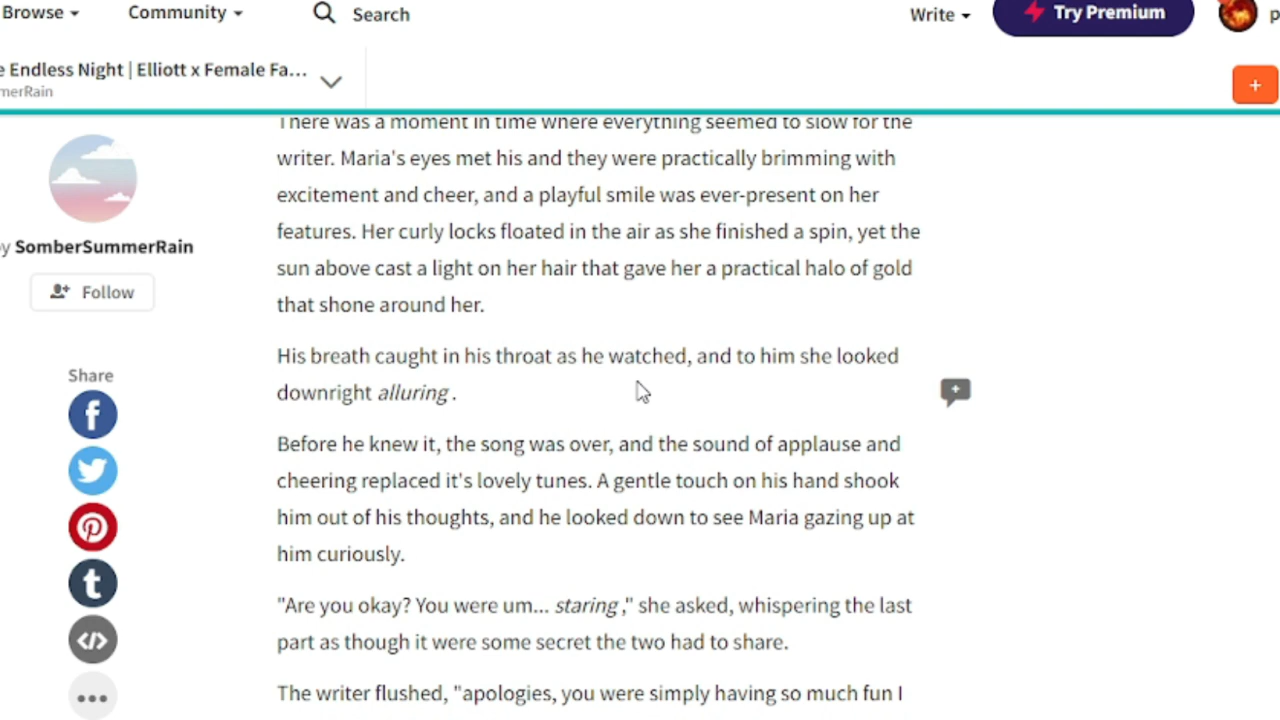 Browse
Community
Search
Write
Try Premium
p
e Endless Night | Elliott x Female Fa...
merRain
+
There was a moment in time where everything seemed to slow for the
writer. Maria's eyes met his and they were practically brimming with
excitement and cheer, and a playful smile was ever-present on her
features. Her curly locks floated in the air as she finished a spin, yet the
sun above cast a light on her hair that gave her a practical halo of gold
that shone around her.
y SomberSummerRain
Follow
His breath caught in his throat as he watched, and to him she looked
downright alluring .
Share
Before he knew it, the song was over, and the sound of applause and
cheering replaced it's lovely tunes. A gentle touch on his hand shook
him out of his thoughts, and he looked down to see Maria gazing up at
him curiously.
"Are you okay? You were um... staring ," she asked, whispering the last
part as though it were some secret the two had to share.
The writer flushed, "apologies, you were simply having so much fun I